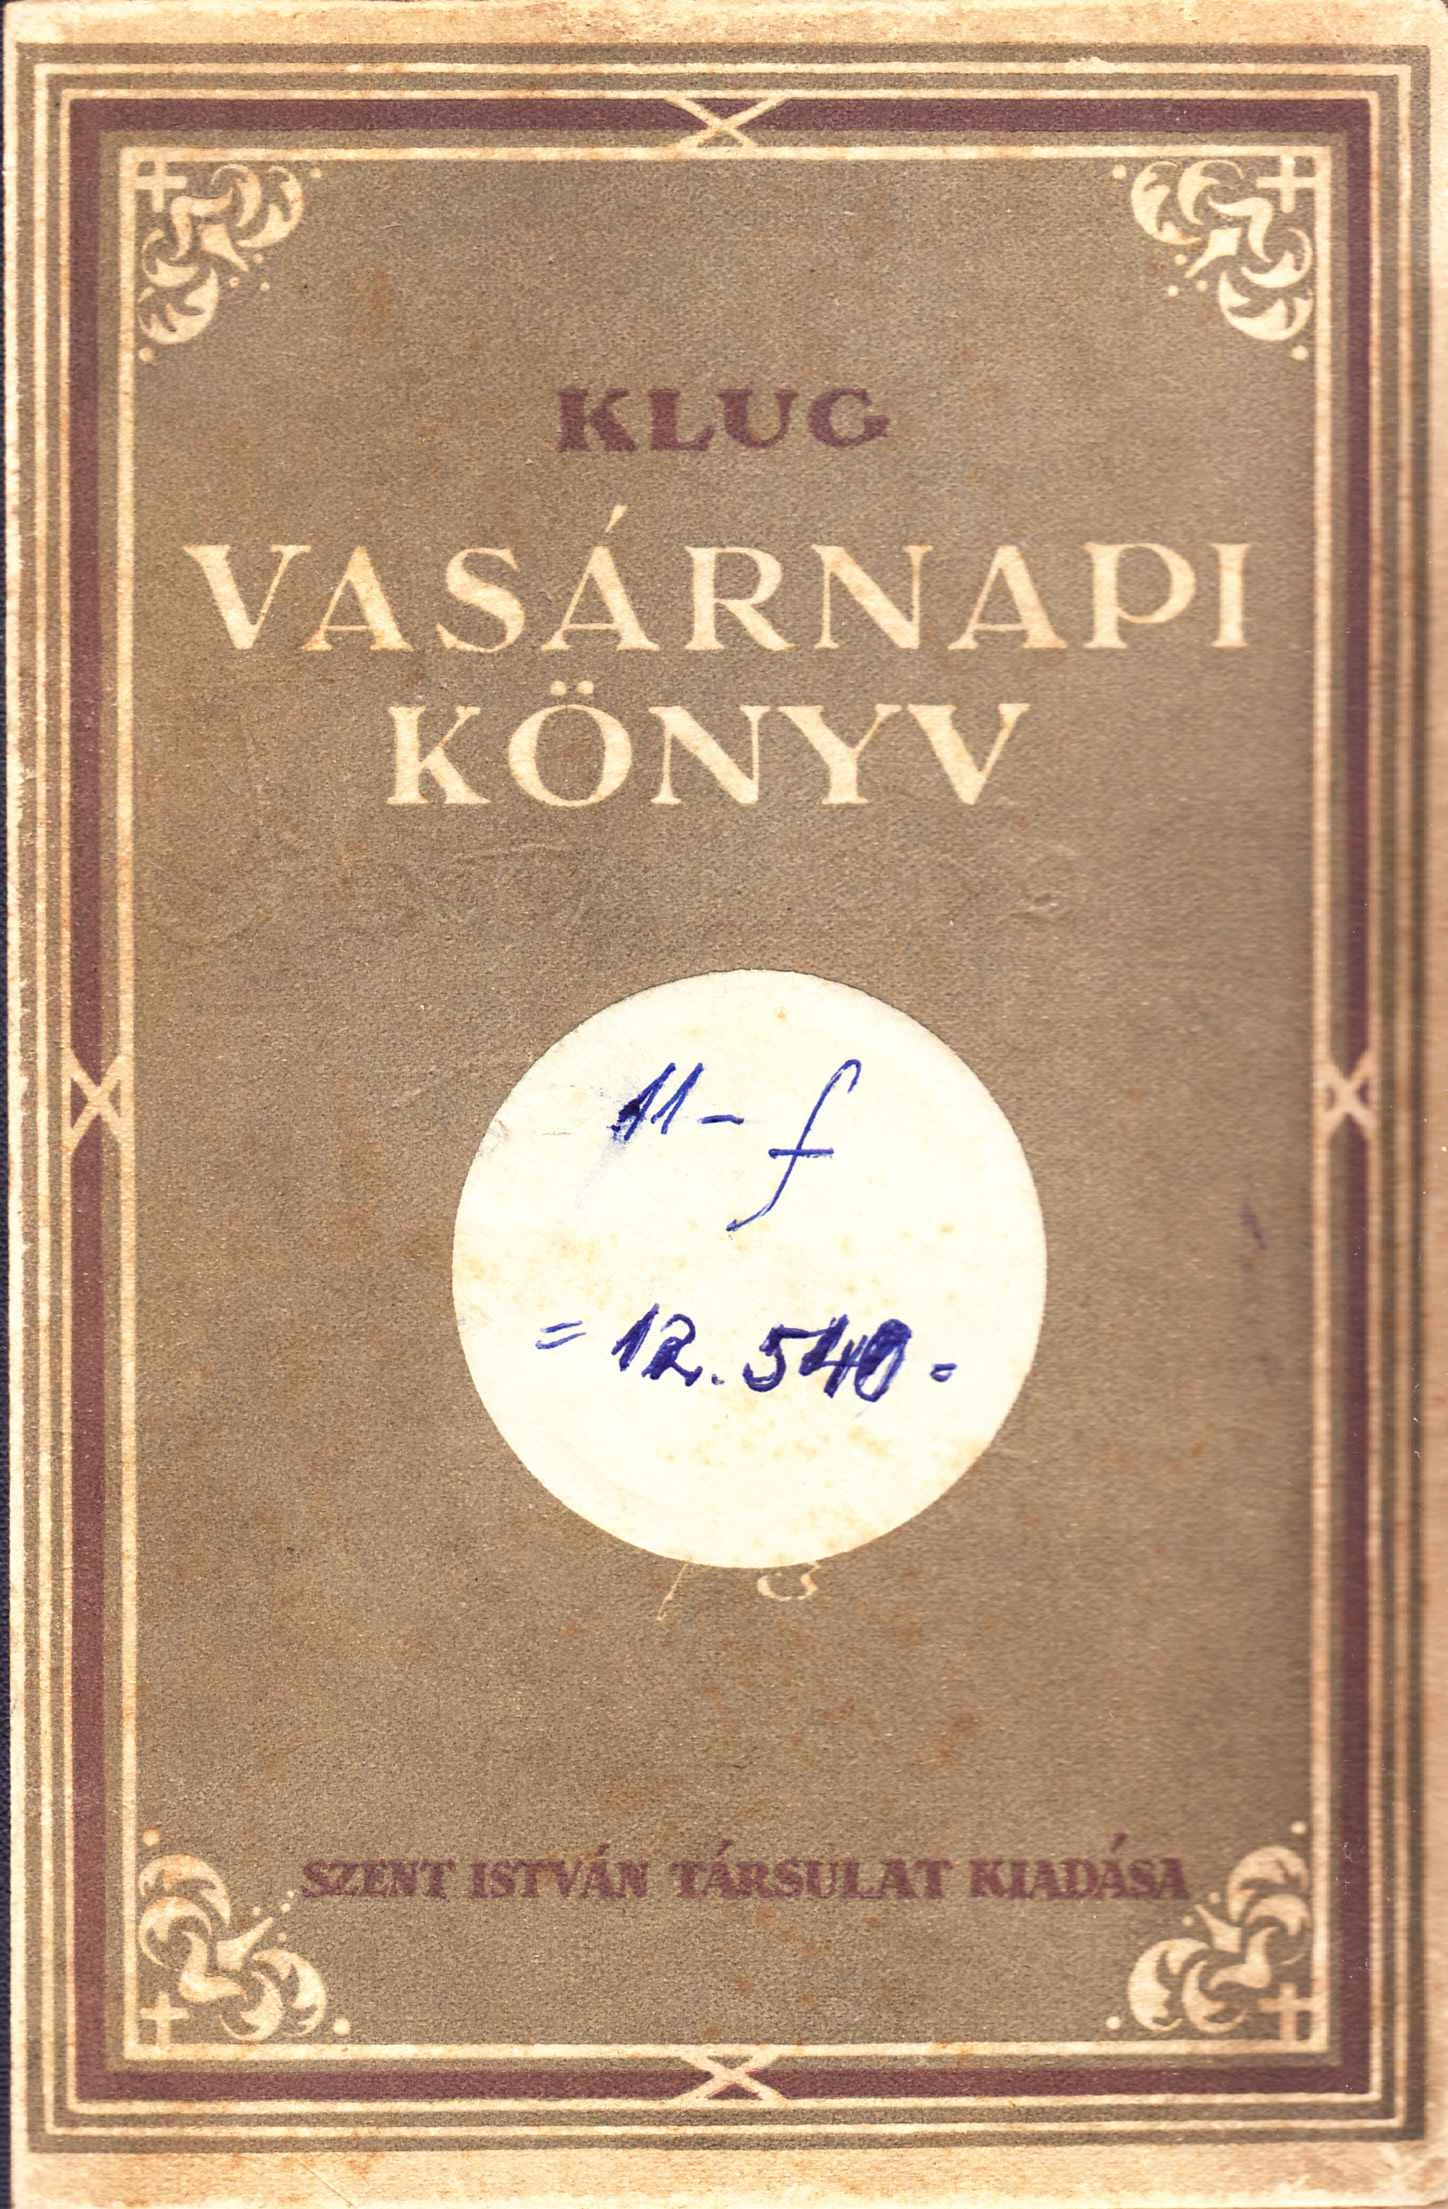 KLUG
VASÁRNAPI
KÖNYV
11 - f
= 12.540 =
SZENT ISTVÁN TÁRSULAT KIADÁSA